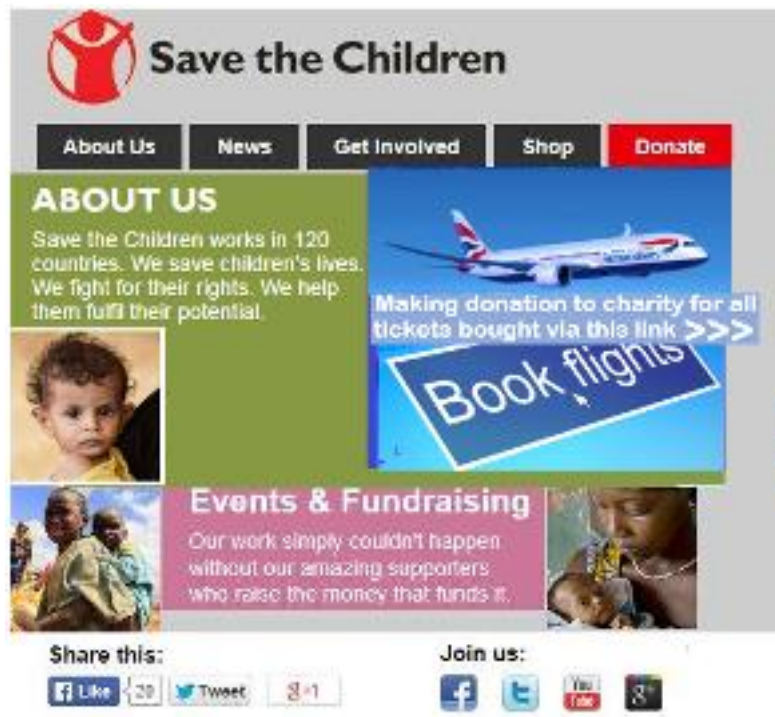 Save the Children
About Us
News
Get Involved
Shop
Donate
ABOUT US
Save the Children works in 120
countries. We save children's lives.
We fight for their rights. We help
them fulfil their potential.
Making donation to charity for all
tickets bought via this link >>>
Book flights
Events & Fundraising
Our work simply couldn't happen
without our amazing supporters
who raise the money that funds it.
Share this:
Join us:
Like
20
Tweet
g+1
f
t
You
Tube
g+